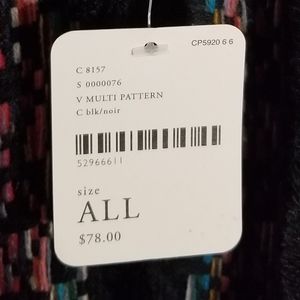 CP5920 6 6
C 8157
S 0000076
V MULTI PATTERN
C blk/noir
52966611
size
ALL
$78.00